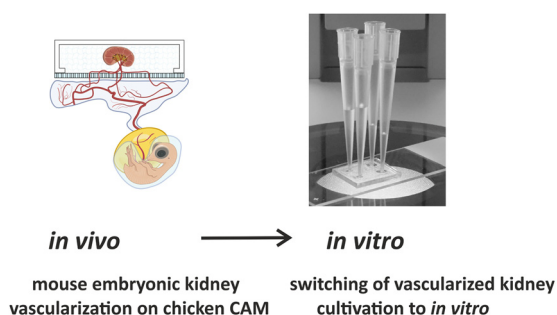 in vivo
in vitro
mouse embryonic kidney
vascularization on chicken CAM
switching of vascularized kidney
cultivation to in vitro